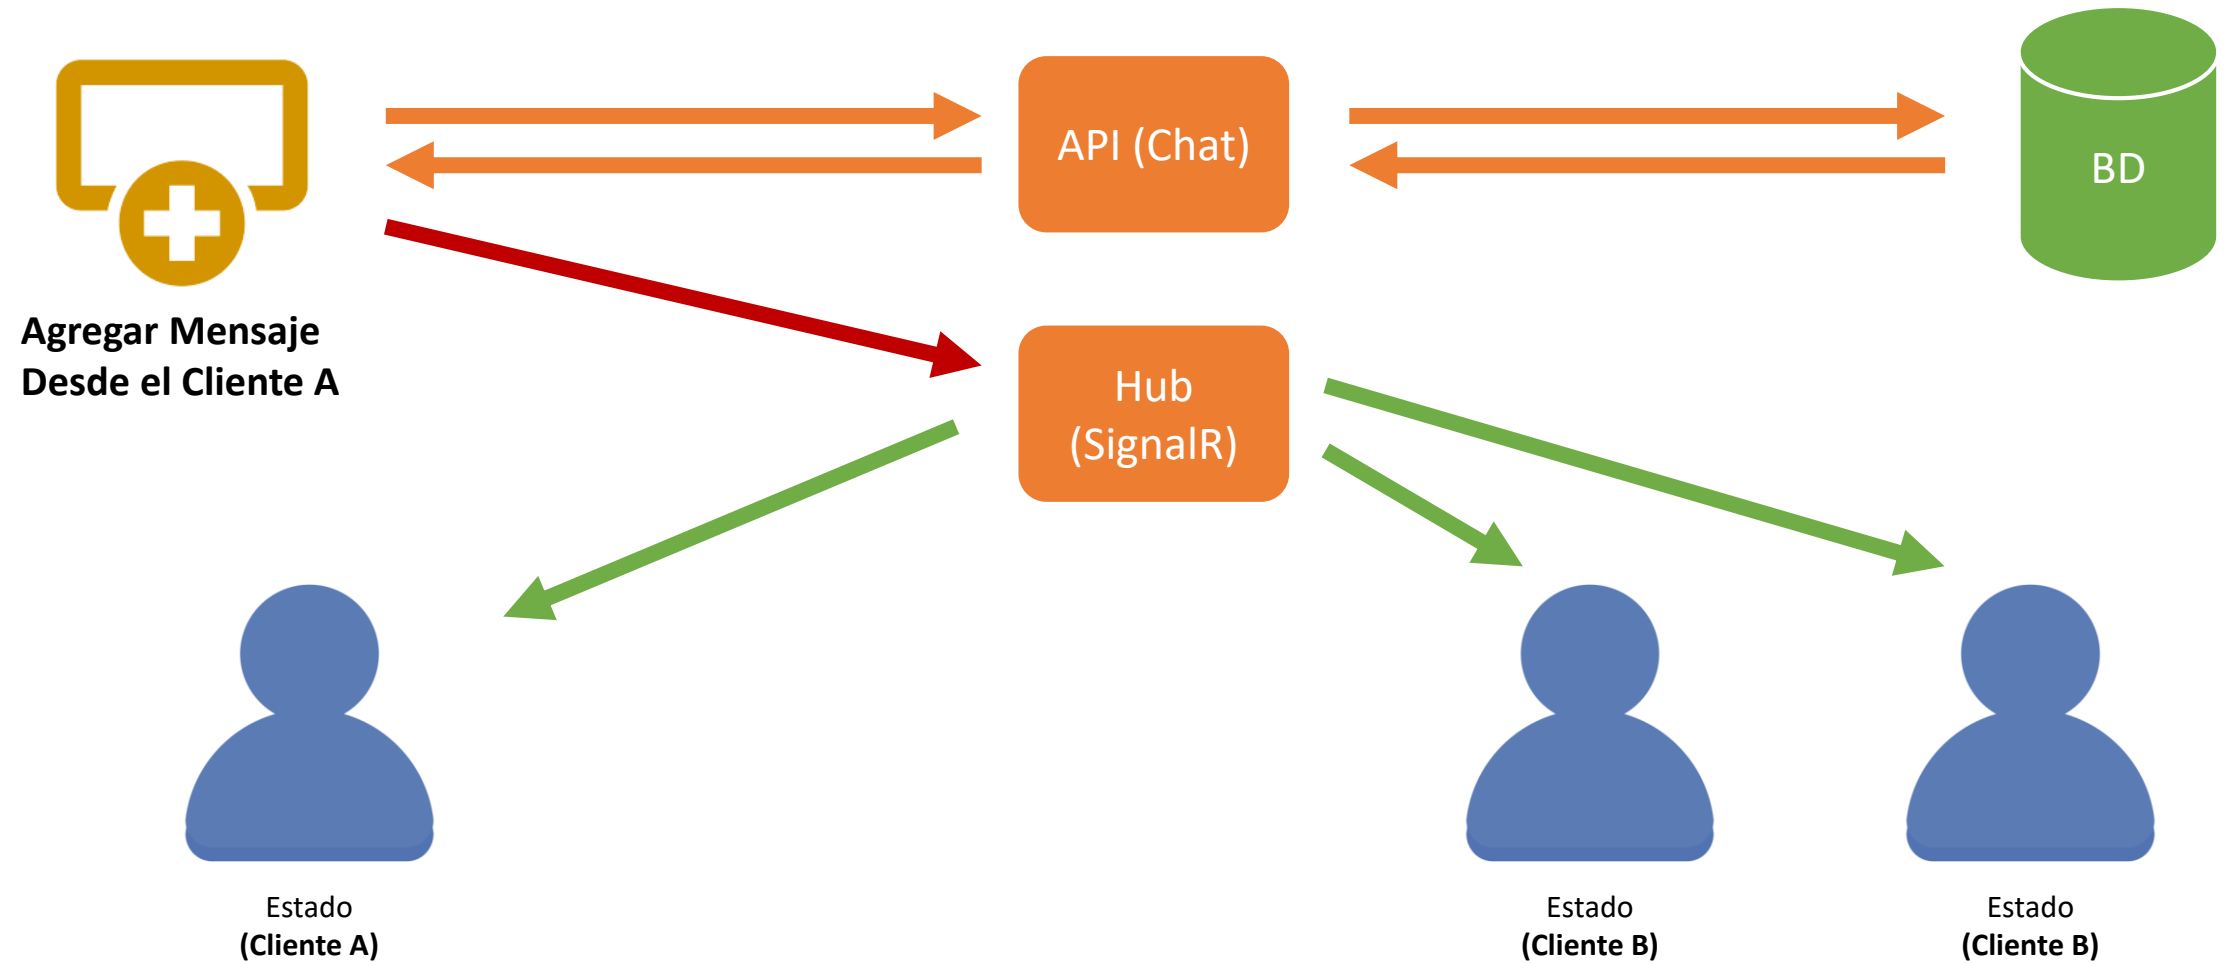 API (Chat)
BD
Agregar Mensaje
Desde el Cliente A
Hub
(SignalR)
Estado
(Cliente A)
Estado
(Cliente B)
Estado
(Cliente B)